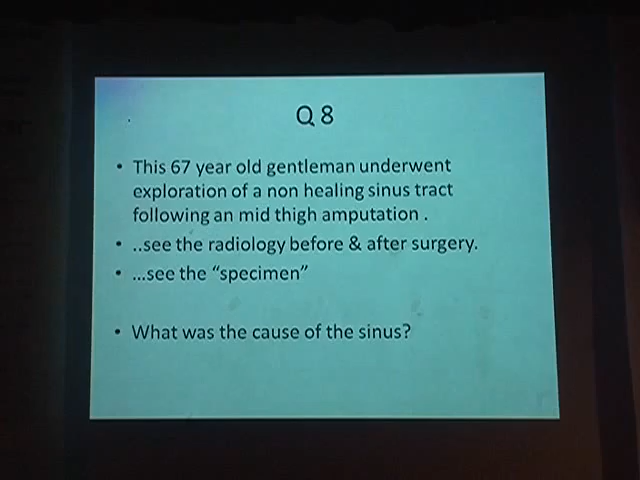 Q 8
• This 67 year old gentleman underwent
exploration of a non healing sinus tract
following an mid thigh amputation .
• ..see the radiology before & after surgery.
• ...see the “specimen”
• What was the cause of the sinus?